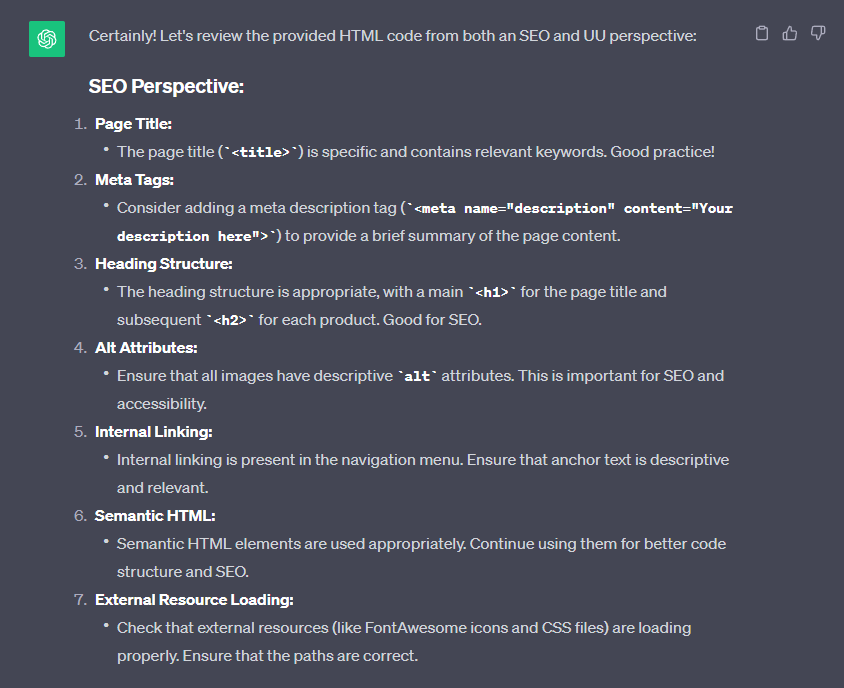 Certainly! Let's review the provided HTML code from both an SEO and UU perspective:
SEO Perspective:
1. Page Title:
• The page title (`<title>`) is specific and contains relevant keywords. Good practice!
2. Meta Tags:
• Consider adding a meta description tag (`<meta name="description" content="Your
description here">`) to provide a brief summary of the page content.
3. Heading Structure:
• The heading structure is appropriate, with a main `<h1>` for the page title and
subsequent `<h2>` for each product. Good for SEO.
4. Alt Attributes:
• Ensure that all images have descriptive `alt` attributes. This is important for SEO and
accessibility.
5. Internal Linking:
• Internal linking is present in the navigation menu. Ensure that anchor text is descriptive
and relevant.
6. Semantic HTML:
• Semantic HTML elements are used appropriately. Continue using them for better code
structure and SEO.
7. External Resource Loading:
• Check that external resources (like FontAwesome icons and CSS files) are loading
properly. Ensure that the paths are correct.